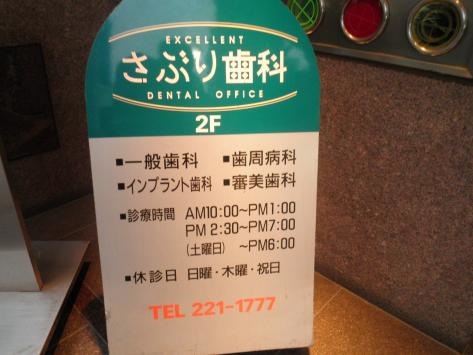 EXCELLENT
さぶり歯科
DENTAL OFFICE
2F
▪一般歯科 ▪歯周病科
▪インプラント歯科 ▪審美歯科
▪診療時間 AM10:00~PM1:00
PM 2:30~PM7:00
(土曜日) ~PM6:00
▪休診日 日曜・木曜・祝日
TEL 221-1777